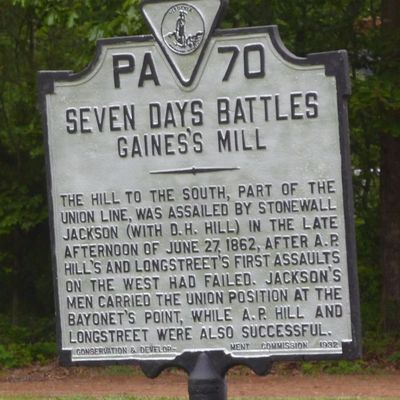 PA 70
SEVEN DAYS BATTLES
GAINES'S MILL
THE HILL TO THE SOUTH, PART OF THE
UNION LINE, WAS ASSAILED BY STONEWALL
JACKSON (WITH D.H. HILL) IN THE LATE
AFTERNOON OF JUNE 27, 1862, AFTER A.P.
HILL'S AND LONGSTREET'S FIRST ASSAULTS
ON THE WEST HAD FAILED. JACKSON'S
MEN CARRIED THE UNION POSITION AT THE
BAYONET'S POINT, WHILE A.P. HILL AND
LONGSTREET WERE ALSO SUCCESSFUL.
CONSERVATION & DEVELOP- MENT COMMISSION 1932